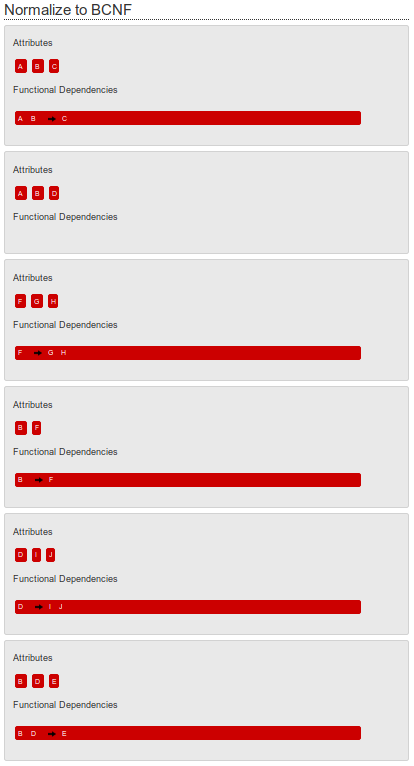 Normalize to BCNF
Attributes
A B C
Functional Dependencies
A B → C
Attributes
A B D
Functional Dependencies
Attributes
F G H
Functional Dependencies
F → G H
Attributes
B F
Functional Dependencies
B → F
Attributes
D I J
Functional Dependencies
D → I J
Attributes
B D E
Functional Dependencies
B D → E